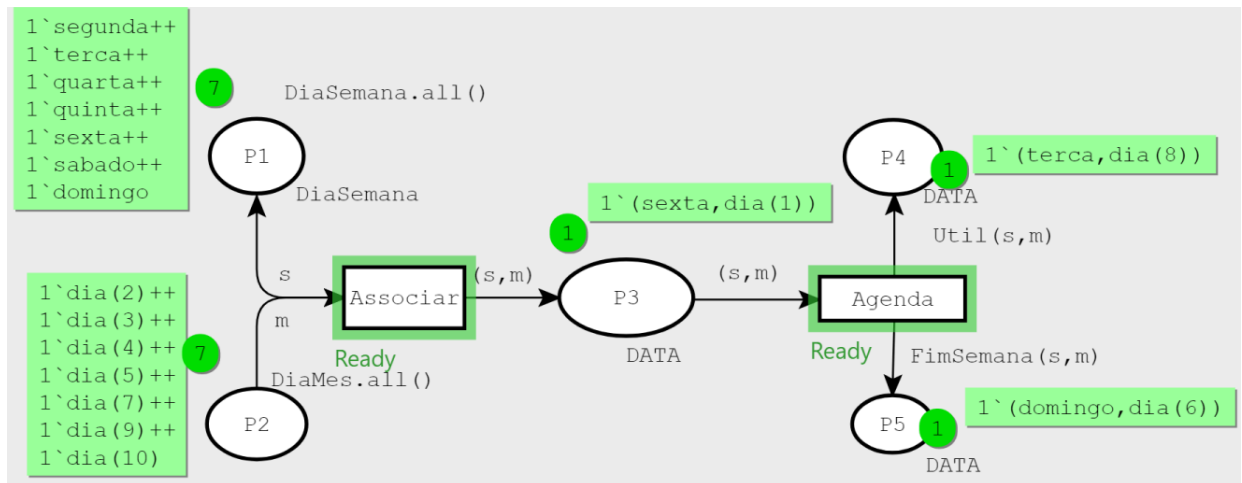 1`segunda++
1`terca++
1`quarta++
1`quinta++
1`sexta++
1`sabado++
1`domingo
7
DiaSemana.all()
P1
DiaSemana
s
m
Associar
Ready
1`dia(2)++
1`dia(3)++
1`dia(4)++
1`dia(5)++
1`dia(7)++
1`dia(9)++
1`dia(10)
7
DiaMes.all()
P2
(s,m)
1`(sexta,dia(1))
1
P3
DATA
(s,m)
Agenda
Ready
P4
1
1`(terca,dia(8))
DATA
Util(s,m)
FimSemana(s,m)
P5
1
1`(domingo,dia(6))
DATA